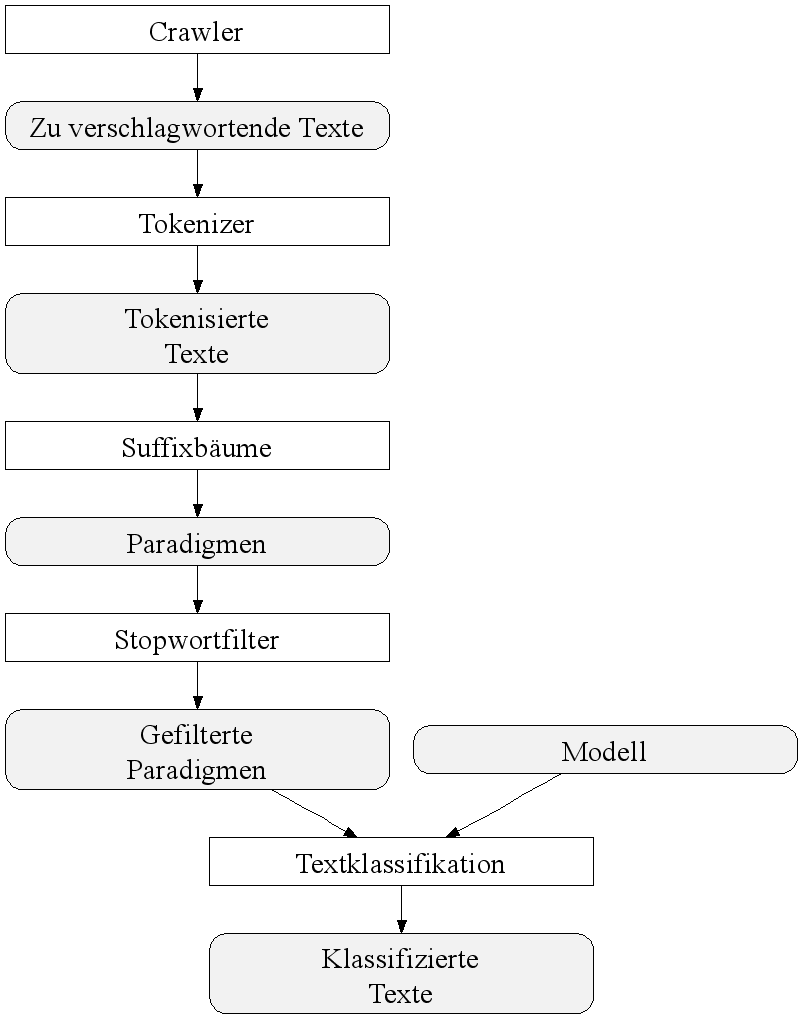 Crawler
Zu verschlagwortende Texte
Tokenizer
Tokenisierte
Texte
Suffixbäume
Paradigmen
Stopwortfilter
Gefilterte
Paradigmen
Modell
Textklassifikation
Klassifizierte
Texte